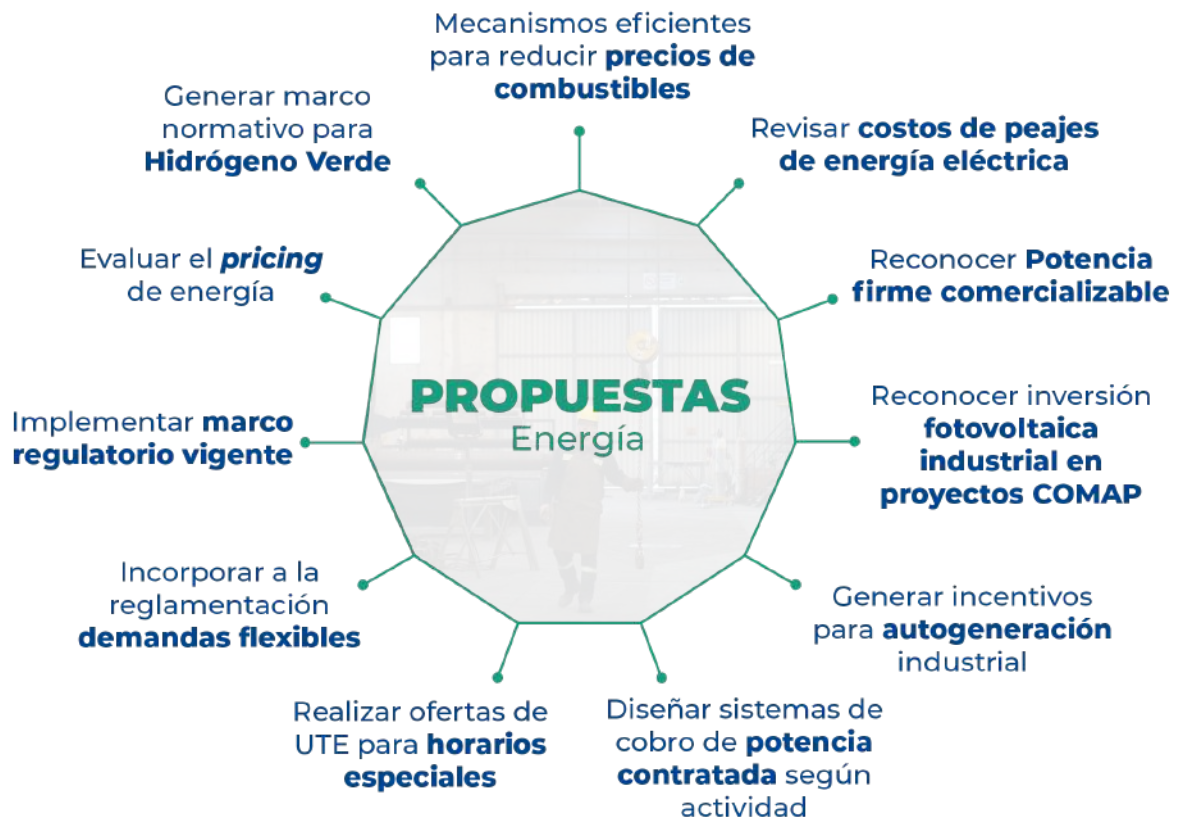 Mecanismos eficientes
para reducir precios de
combustibles
Revisar costos de peajes
de energía eléctrica
Reconocer Potencia
firme comercializable
Reconocer inversión
fotovoltaica
industrial en
proyectos COMAP
Generar incentivos
para autogeneración
industrial
Diseñar sistemas de
cobro de potencia
contratada según
actividad
Realizar ofertas de
UTE para horarios
especiales
Incorporar a la
reglamentación
demandas flexibles
Implementar marco
regulatorio vigente
Evaluar el pricing
de energía
Generar marco
normativo para
Hidrógeno Verde
PROPUESTAS
Energía